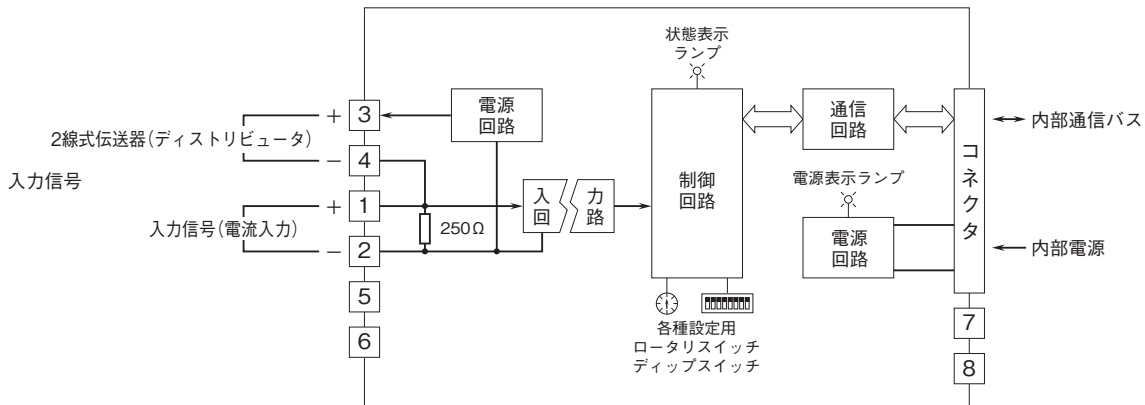 状態表示
ランプ
3
電源
回路
+
2線式伝送器(ディストリビュータ)
−
4
入力信号
+
1
入力信号(電流入力)
−
2
250Ω
入力
回路
5
6
制御
回路
通信
回路
電源表示ランプ
電源
回路
コネクタ
内部通信バス
内部電源
各種設定用
ロータリスイッチ
ディップスイッチ
7
8